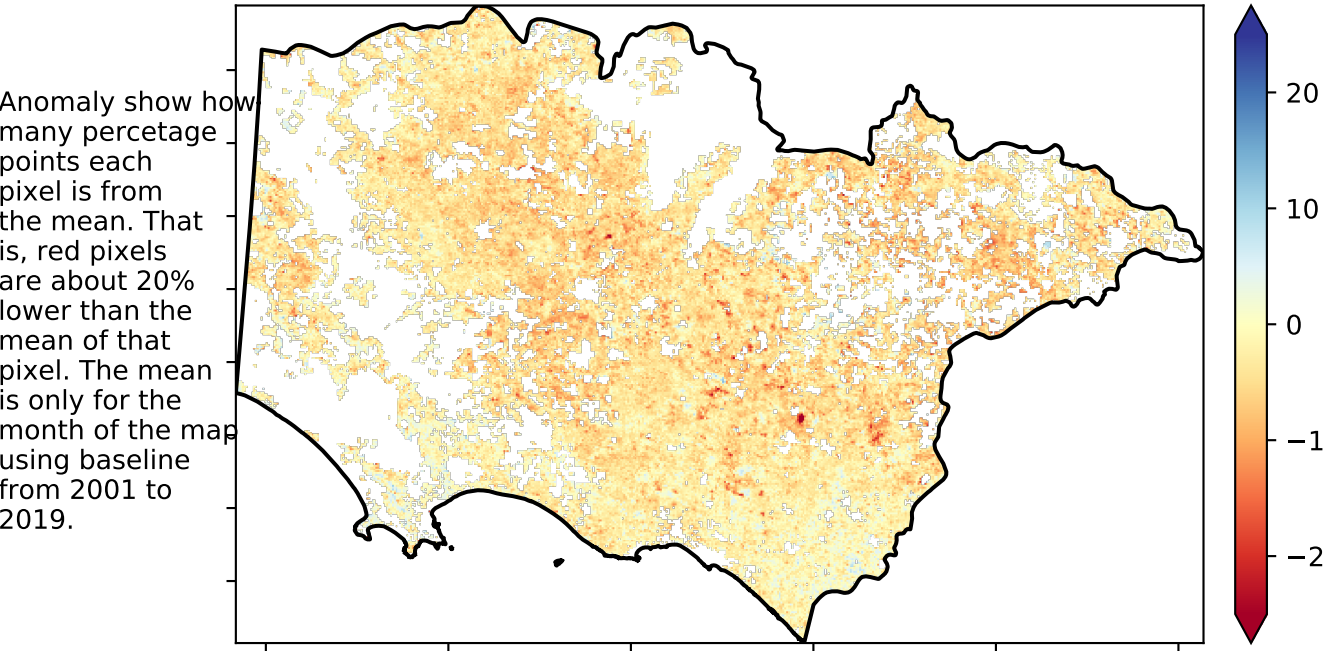 Anomaly show how
many percetage
points each
pixel is from
the mean. That
is, red pixels
are about 20%
lower than the
mean of that
pixel. The mean
is only for the
month of the map
using baseline
from 2001 to
2019.
20
10
0
−1
−2